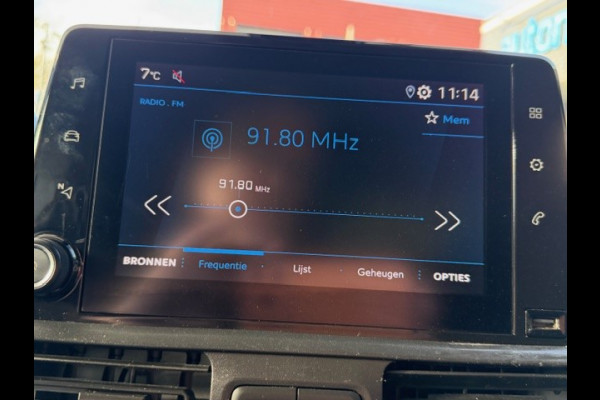 7°C
11:14
RADIO . FM
Mem
91.80 MHz
91.80 MHz
N
BRONNEN
Frequentie
Lijst
Geheugen
OPTIES